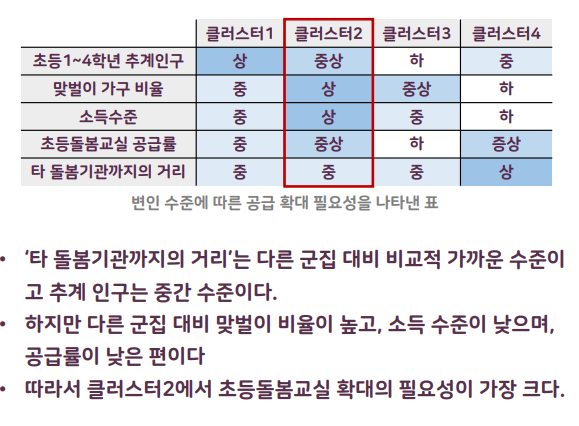 클러스터1 클러스터2 클러스터3 클러스터4
초등1~4학년 추계인구 상 중상 하 중
맞벌이 가구 비율 중 상 중상 하
소득수준 중 상 중 하
초등돌봄교실 공급률 중 중상 하 중상
타 돌봄기관까지의 거리 중 중 중 상
변인 수준에 따른 공급 확대 필요성을 나타낸 표
• ‘타 돌봄기관까지의 거리’는 다른 군집 대비 비교적 가까운 수준이
고 추계 인구는 중간 수준이다.
• 하지만 다른 군집 대비 맞벌이 비율이 높고, 소득 수준이 낮으며,
공급률이 낮은 편이다
• 따라서 클러스터2에서 초등돌봄교실 확대의 필요성이 가장 크다.